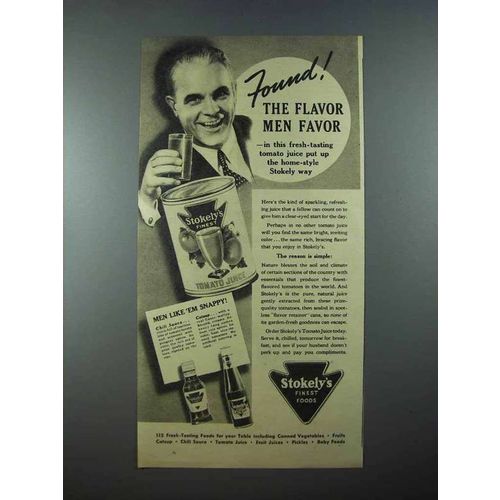 Found!
THE FLAVOR
MEN FAVOR
—in this fresh-tasting
tomato juice put up
the home-style
Stokely way
Here's the kind of sparkling, refresh-
ing juice that a fellow can count on to
give him a clear-eyed start for the day.
Perhaps in no other tomato juice
will you find the same bright, inviting
color... the same rich, bracing flavor
that you enjoy in Stokely's.
The reason is simple:
Nature blesses the soil and climate
of certain sections of the country with
essentials that produce the finest-
flavored tomatoes in the world. And
Stokely's is the pure, natural juice
gently extracted from these prime-
quality tomatoes, then sealed in spot-
less "flavor retainer" cans, so none of
its garden-fresh goodness can escape.
Order Stokely's Tomato Juice today.
Serve it, chilled, tomorrow for break-
fast, and see if your husband doesn't
perk up and pay you compliments.
Stokely's
FINEST
TOMATO JUICE
MEN LIKE 'EM SNAPPY!
Chili Sauce
Catsup
Stokely's
FINEST
FOODS
112 Fresh-Tasting Foods for your Table including Canned Vegetables • Fruits
Catsup • Chili Sauce • Tomato Juice • Fruit Juices • Pickles • Baby Foods